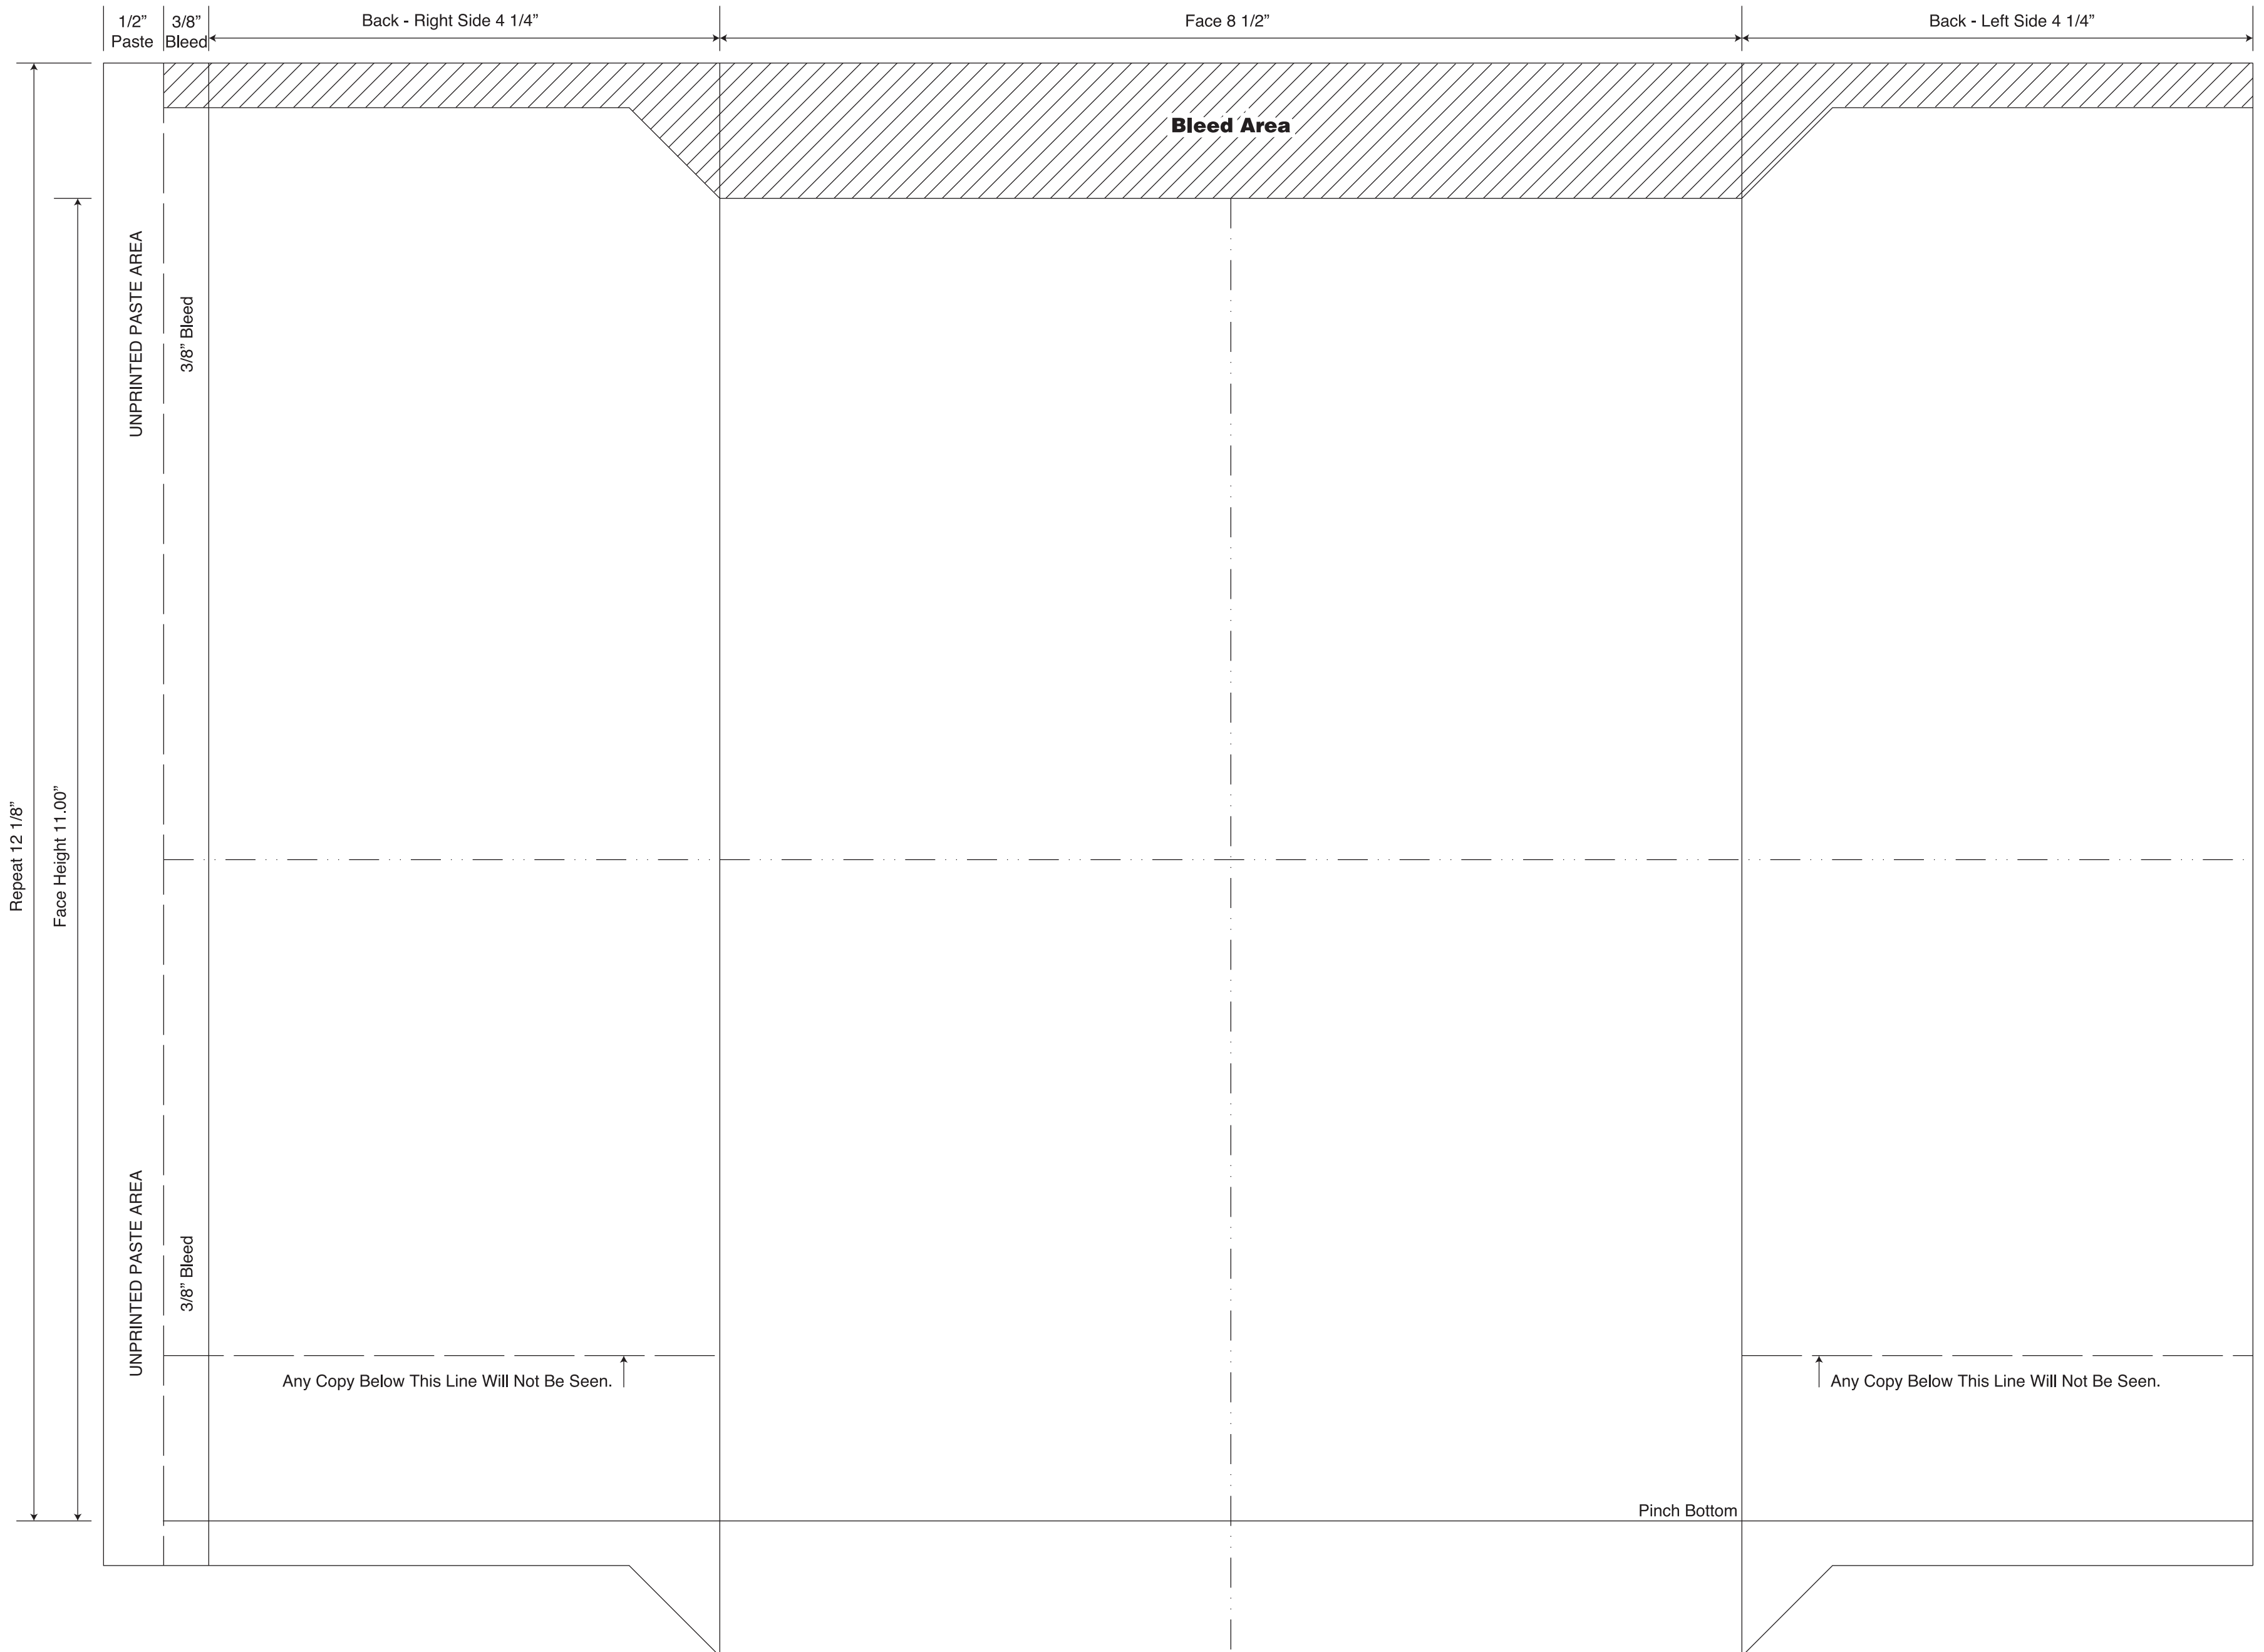 1/2”
Paste
3/8”
Bleed
Back - Right Side 4 1/4”
Face 8 1/2”
Back - Left Side 4 1/4”
Bleed Area
Repeat 12 1/8”
Face Height 11.00”
UNPRINTED PASTE AREA
3/8” Bleed
UNPRINTED PASTE AREA
3/8” Bleed
Any Copy Below This Line Will Not Be Seen.
Any Copy Below This Line Will Not Be Seen.
Pinch Bottom